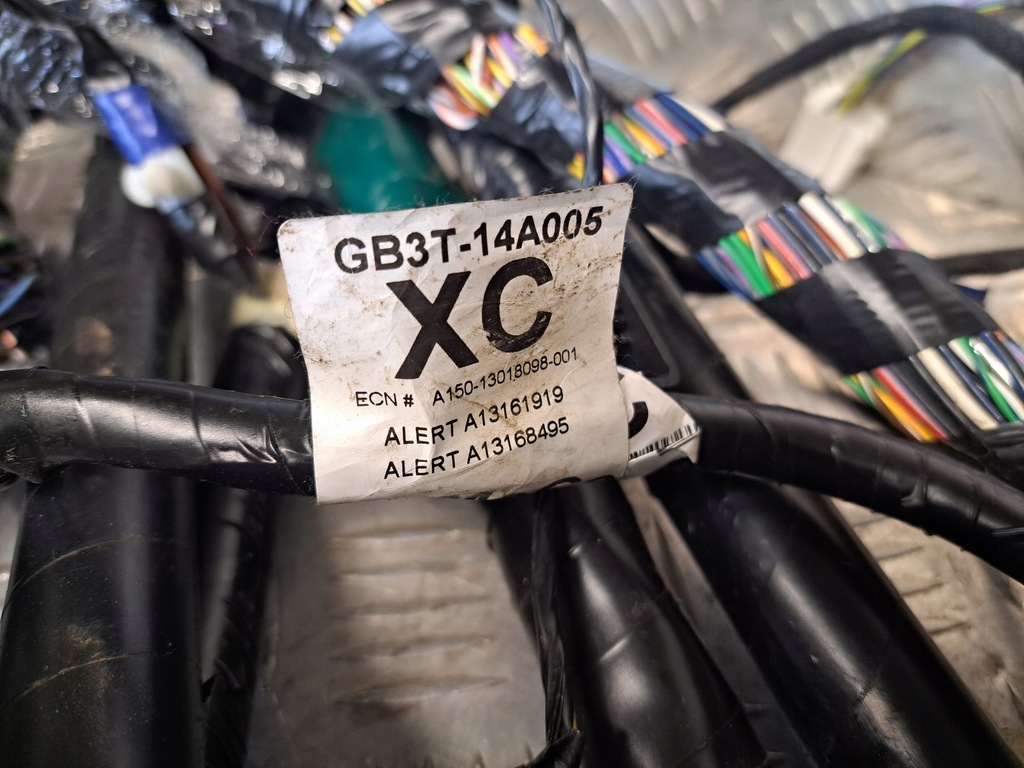 GB3T-14A005
XC
ECN # A150-13018098-001
ALERT A13161919
ALERT A13168495